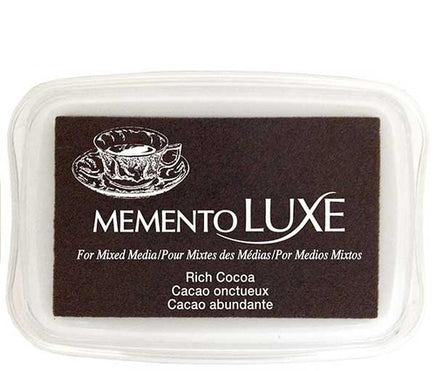 MEMENTO LUXE
For Mixed Media/Pour Mixtes des Médias/Por Medios Mixtos
Rich Cocoa
Cacao onctueux
Cacao abundante